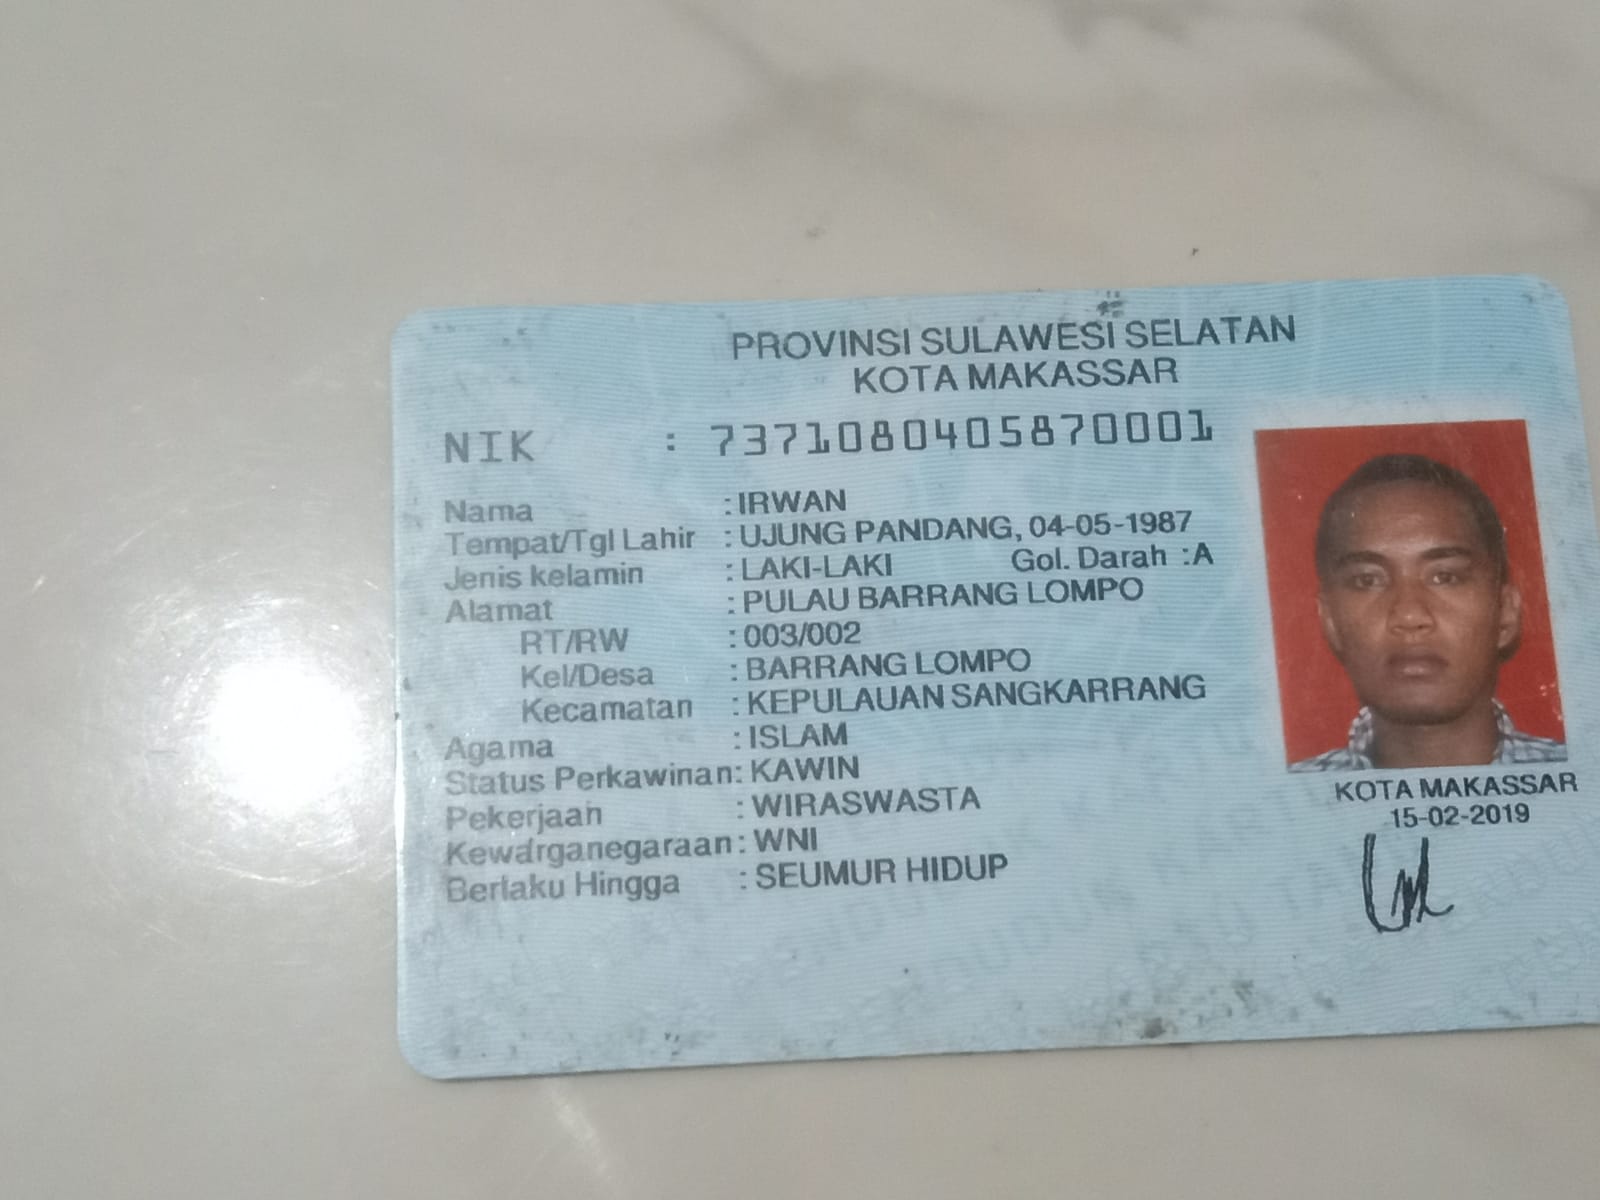 PROVINSI SULAWESI SELATAN
KOTA MAKASSAR
NIK : 7371080405870001
Nama : IRWAN
Tempat/Tgl Lahir : UJUNG PANDANG, 04-05-1987
Jenis kelamin : LAKI-LAKI Gol. Darah : A
Alamat : PULAU BARRANG LOMPO
RT/RW : 003/002
Kel/Desa : BARRANG LOMPO
Kecamatan : KEPULAUAN SANGKARRANG
Agama : ISLAM
Status Perkawinan: KAWIN
Pekerjaan : WIRASWASTA
Kewarganegaraan: WNI
Berlaku Hingga : SEUMUR HIDUP
KOTA MAKASSAR
15-02-2019